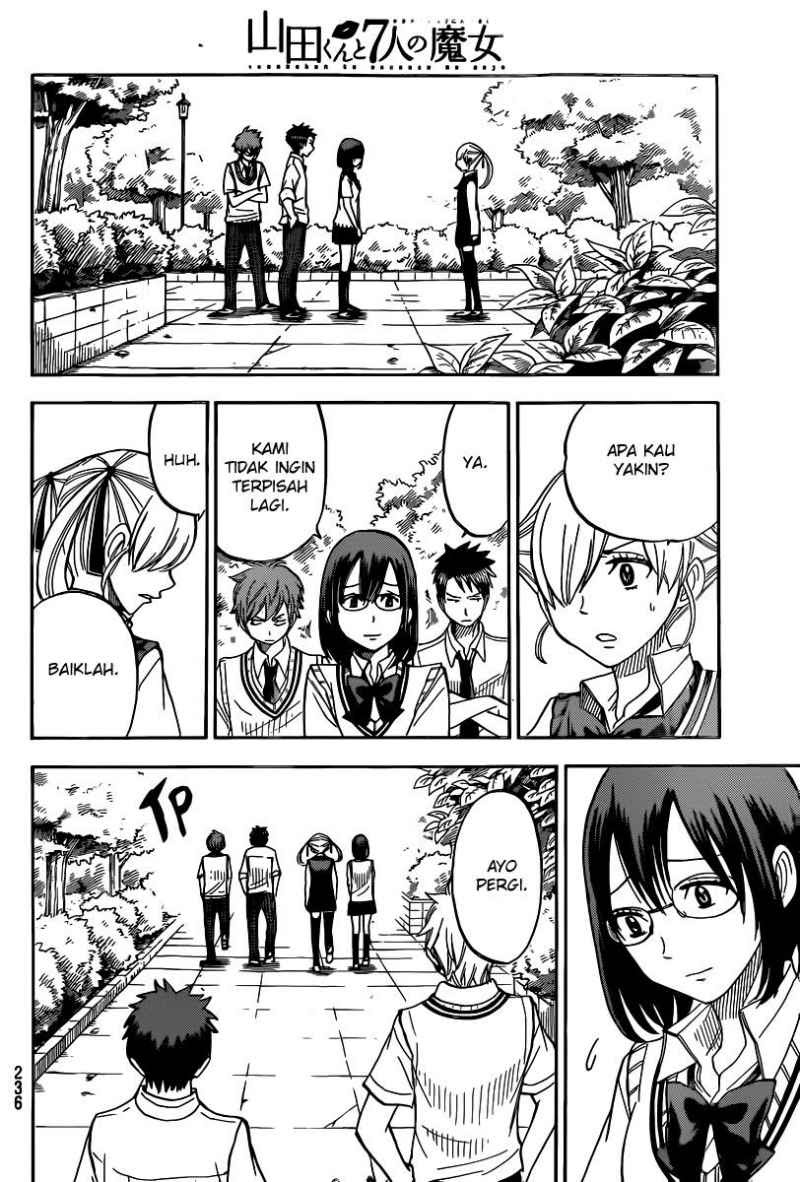 山田くんと7人の魔女
APA KAU
YAKIN?
YA.
KAMI
TIDAK INGIN
TERPISAH
LAGI.
HUH.
BAIKLAH.
AYO
PERGI.
TP
236